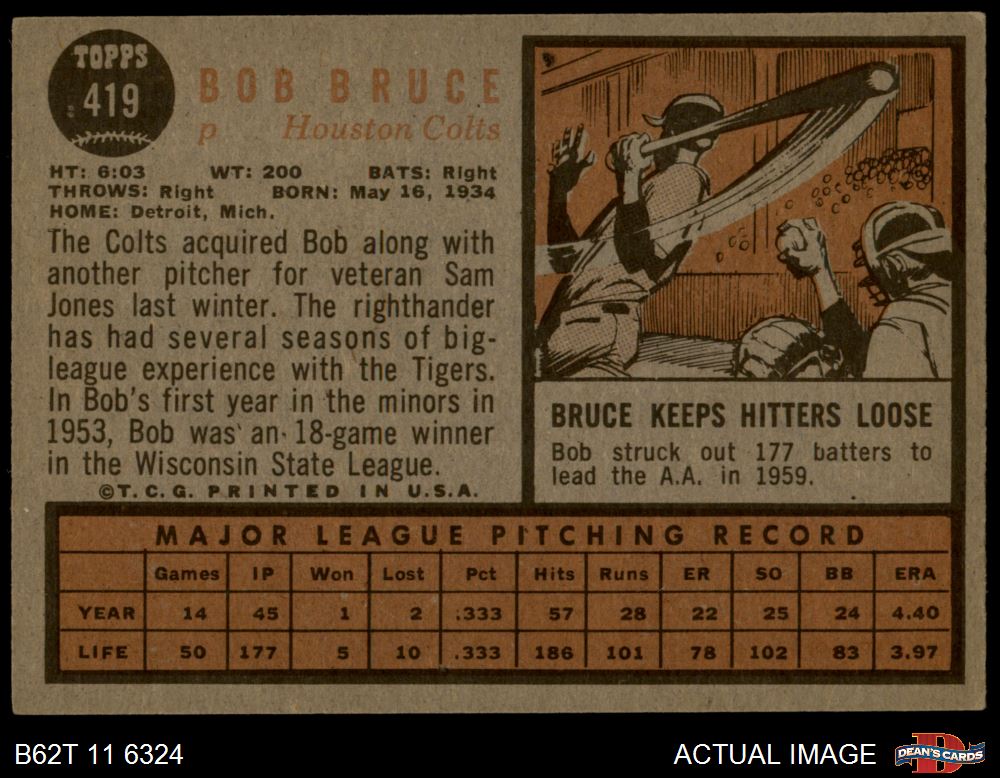 TOPPS
419
BOB BRUCE
p Houston Colts
HT: 6:03 WT: 200 BATS: Right
THROWS: Right BORN: May 16, 1934
HOME: Detroit, Mich.
The Colts acquired Bob along with
another pitcher for veteran Sam
Jones last winter. The righthander
has had several seasons of big-
league experience with the Tigers.
In Bob's first year in the minors in
1953, Bob was an 18-game winner
in the Wisconsin State League.
©T.C.G. PRINTED IN U.S.A.
BRUCE KEEPS HITTERS LOOSE
Bob struck out 177 batters to
lead the A.A. in 1959.
MAJOR LEAGUE PITCHING RECORD
Games IP Won Lost Pct Hits Runs ER SO BB ERA
YEAR 14 45 1 2 .333 57 28 22 25 24 4.40
LIFE 50 177 5 10 .333 186 101 78 102 83 3.97
B62T 11 6324
ACTUAL IMAGE
DEAN'S CARDS